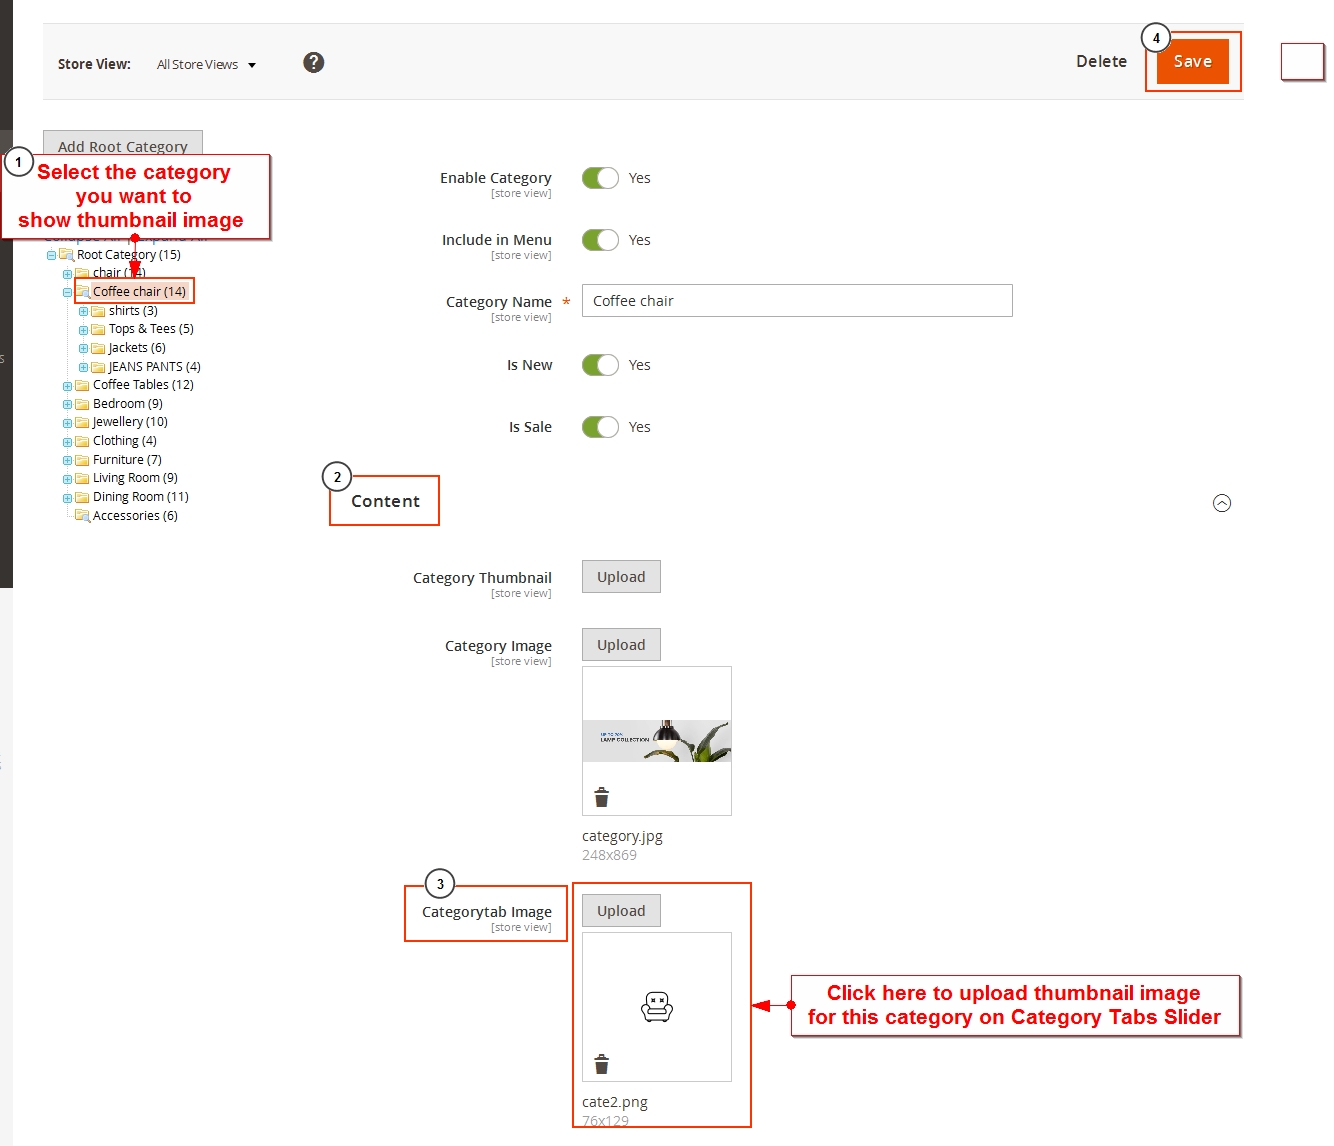 Store View: All Store Views ?
Delete
4
Save
Add Root Category
1
Select the category
you want to
show thumbnail image
Root Category (15)
chair (14)
Coffee chair (14)
shirts (3)
Tops & Tees (5)
Jackets (6)
JEANS PANTS (4)
Coffee Tables (12)
Bedroom (9)
Jewellery (10)
Clothing (4)
Furniture (7)
Living Room (9)
Dining Room (11)
Accessories (6)
Enable Category Yes
[store view]
Include in Menu Yes
[store view]
Category Name * Coffee chair
[store view]
Is New Yes
Is Sale Yes
2
Content
Category Thumbnail Upload
[store view]
Category Image Upload
[store view]
LAMP COLLECTION
category.jpg
248x869
3
Categorytab Image Upload
[store view]
Click here to upload thumbnail image
for this category on Category Tabs Slider
cate2.png
76x129